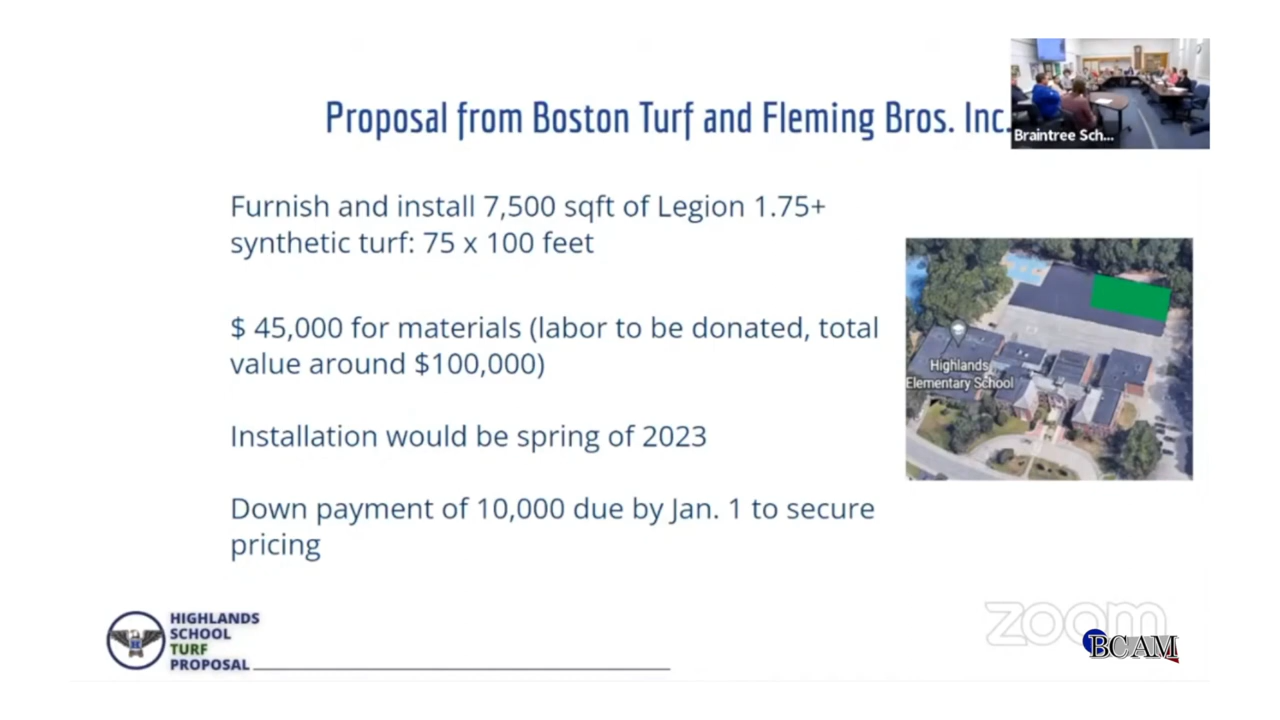 Proposal from Boston Turf and Fleming Bros. Inc.
Braintree Sch...
Furnish and install 7,500 sqft of Legion 1.75+
synthetic turf: 75 x 100 feet
$ 45,000 for materials (labor to be donated, total
value around $100,000)
Highlands
Elementary School
Installation would be spring of 2023
Down payment of 10,000 due by Jan. 1 to secure
pricing
HIGHLANDS
SCHOOL
TURF
PROPOSAL
zoom
BCAM